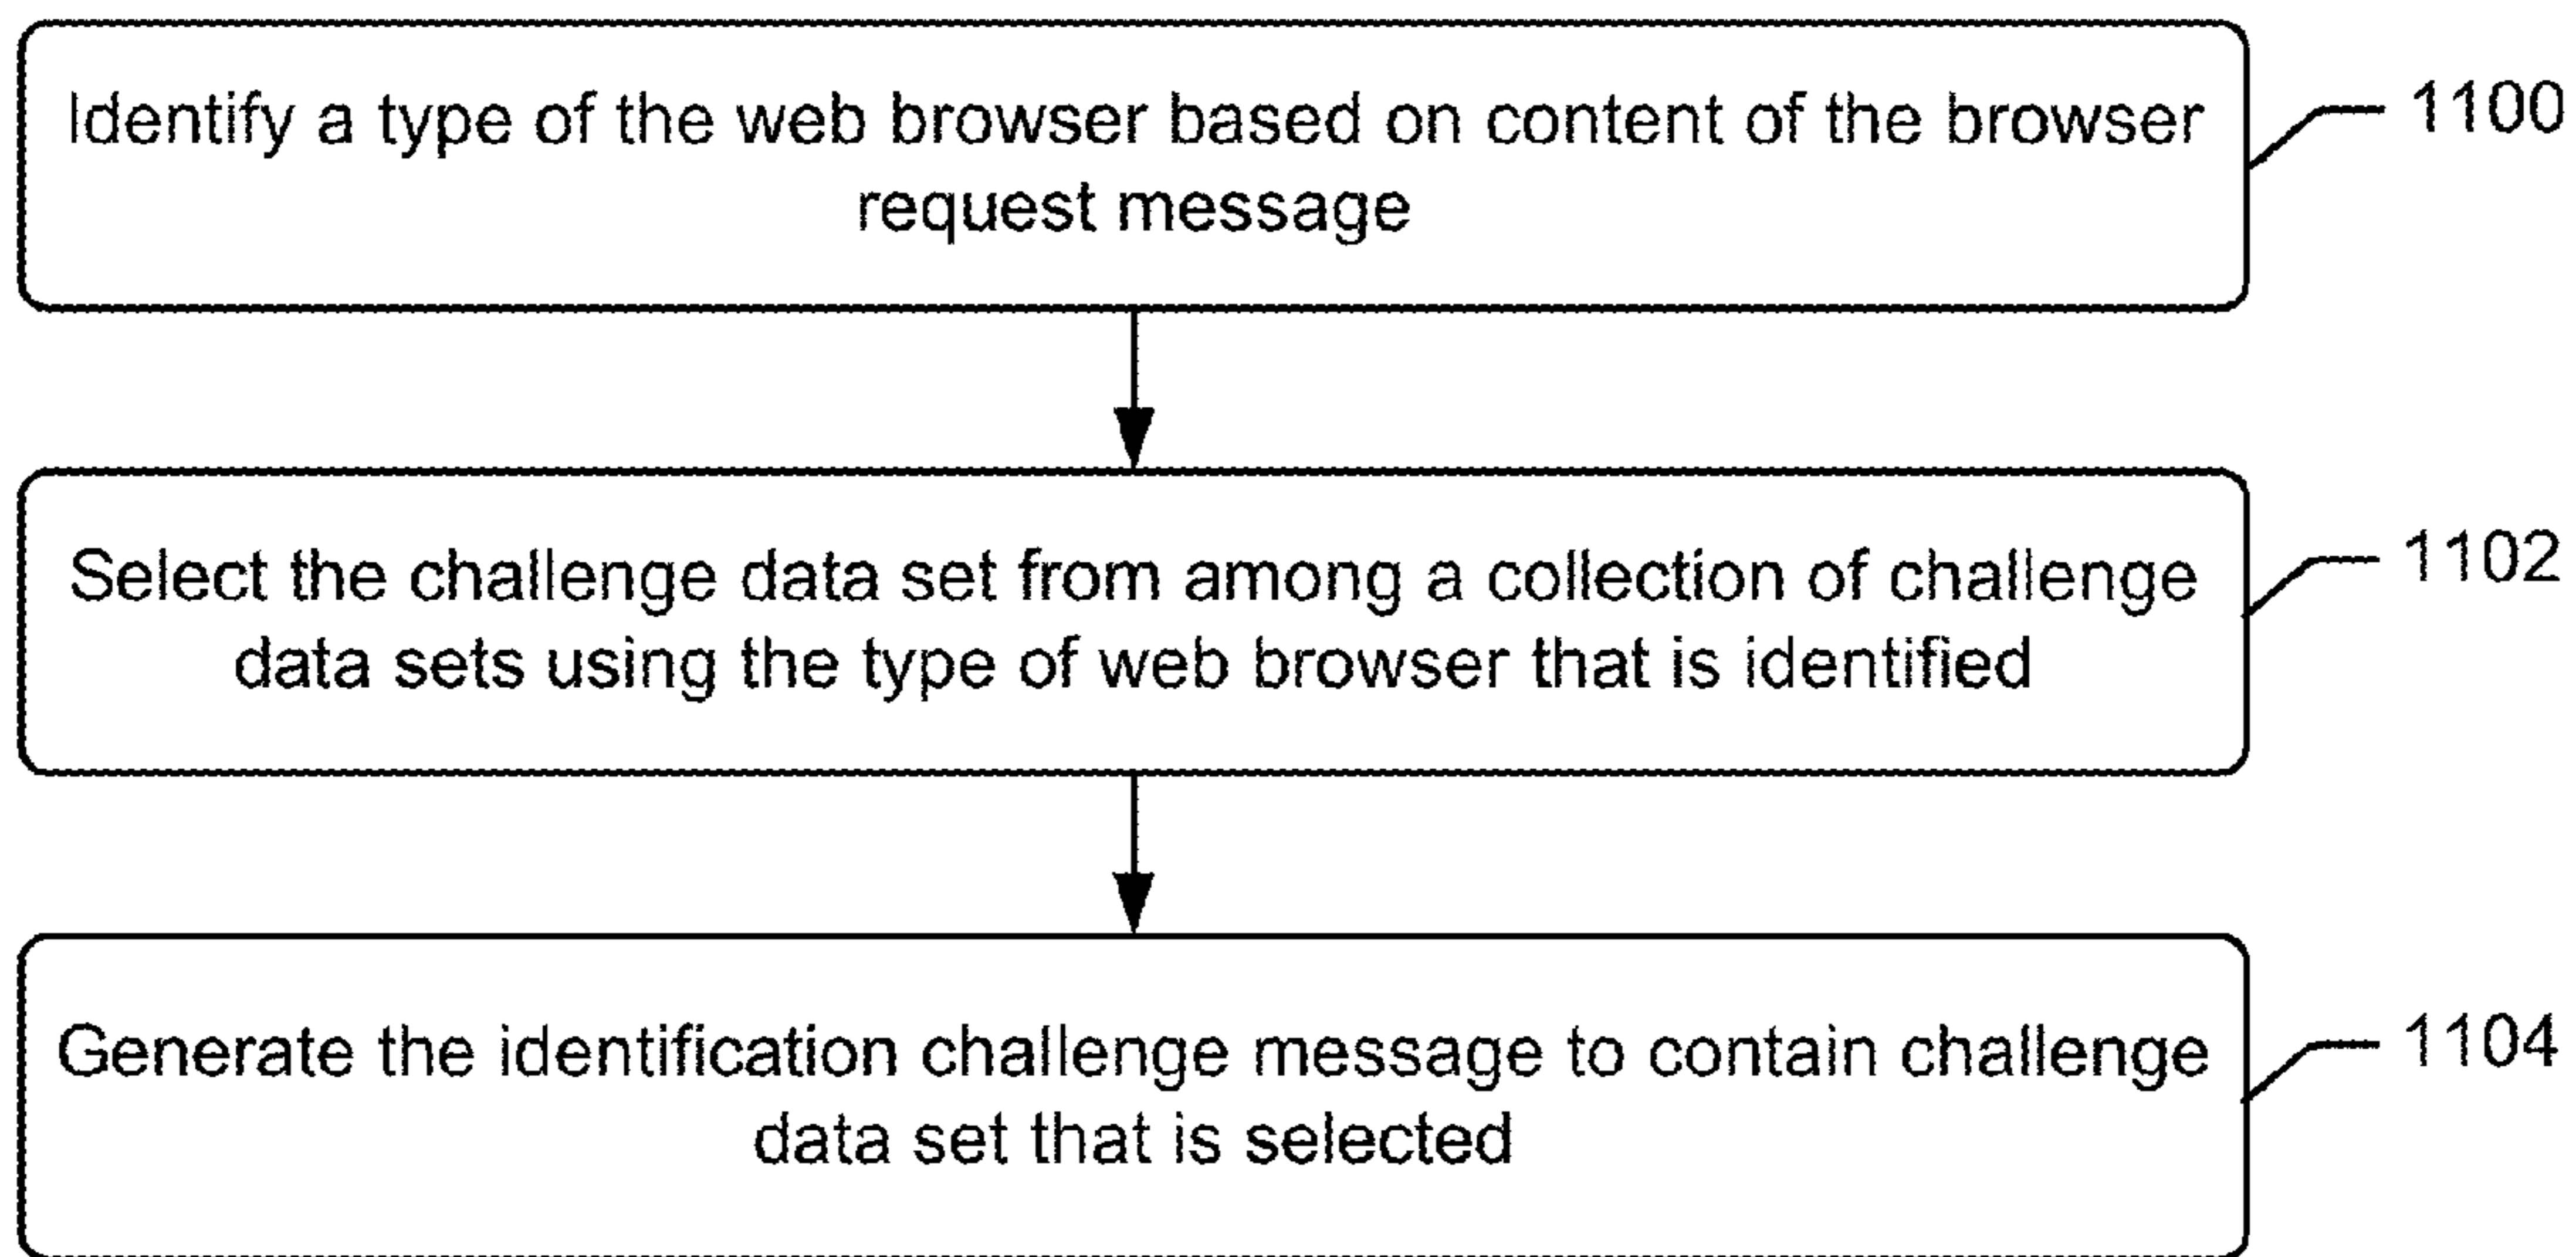 Identify a type of the web browser based on content of the browser
request message
1100
Select the challenge data set from among a collection of challenge
data sets using the type of web browser that is identified
1102
Generate the identification challenge message to contain challenge
data set that is selected
1104